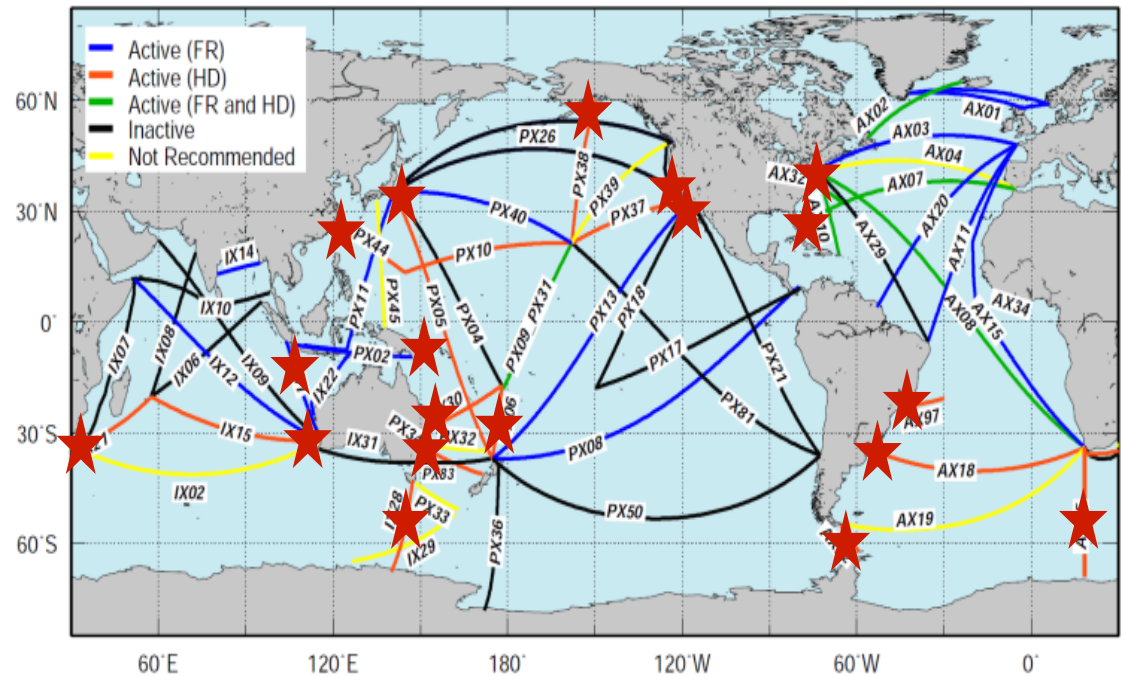 Active (FR)
Active (HD)
Active (FR and HD)
Inactive
Not Recommended
60°N
30°N
0°
30°S
60°S
60°E
120°E
180°
120°W
60°W
0°
PX26
PX38
PX39
PX37
PX40
PX10
PX44
PX45
PX11
PX05
PX04
PX09
PX31
PX13
PX18
PX17
PX21
PX81
PX08
PX50
PX36
PX02
PX32
PX83
PX33
IX29
IX31
IX14
IX10
IX07
IX08
IX06
IX12
IX09
IX22
IX15
IX02
AX01
AX02
AX03
AX04
AX07
AX32
AX20
AX11
AX29
AX08
AX15
AX34
AX97
AX18
AX19